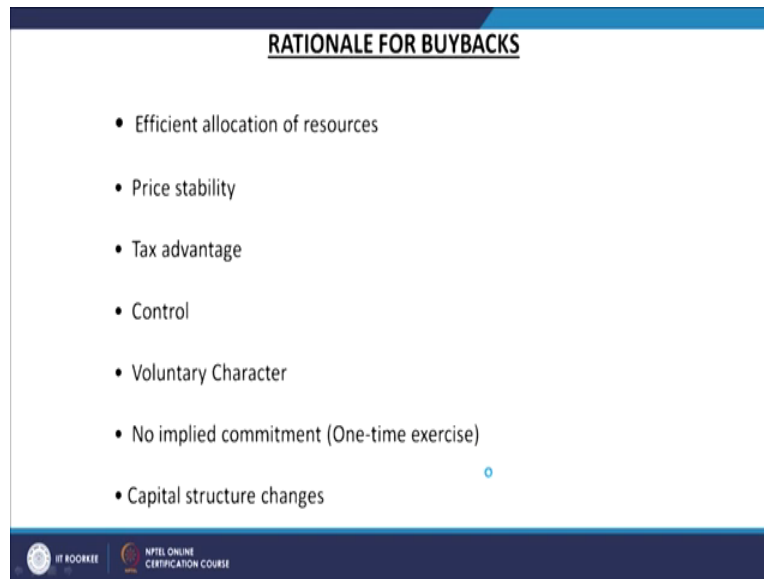 RATIONALE FOR BUYBACKS
• Efficient allocation of resources
• Price stability
• Tax advantage
• Control
• Voluntary Character
• No implied commitment (One-time exercise)
• Capital structure changes
IIT ROORKEE
NPTEL ONLINE
CERTIFICATION COURSE